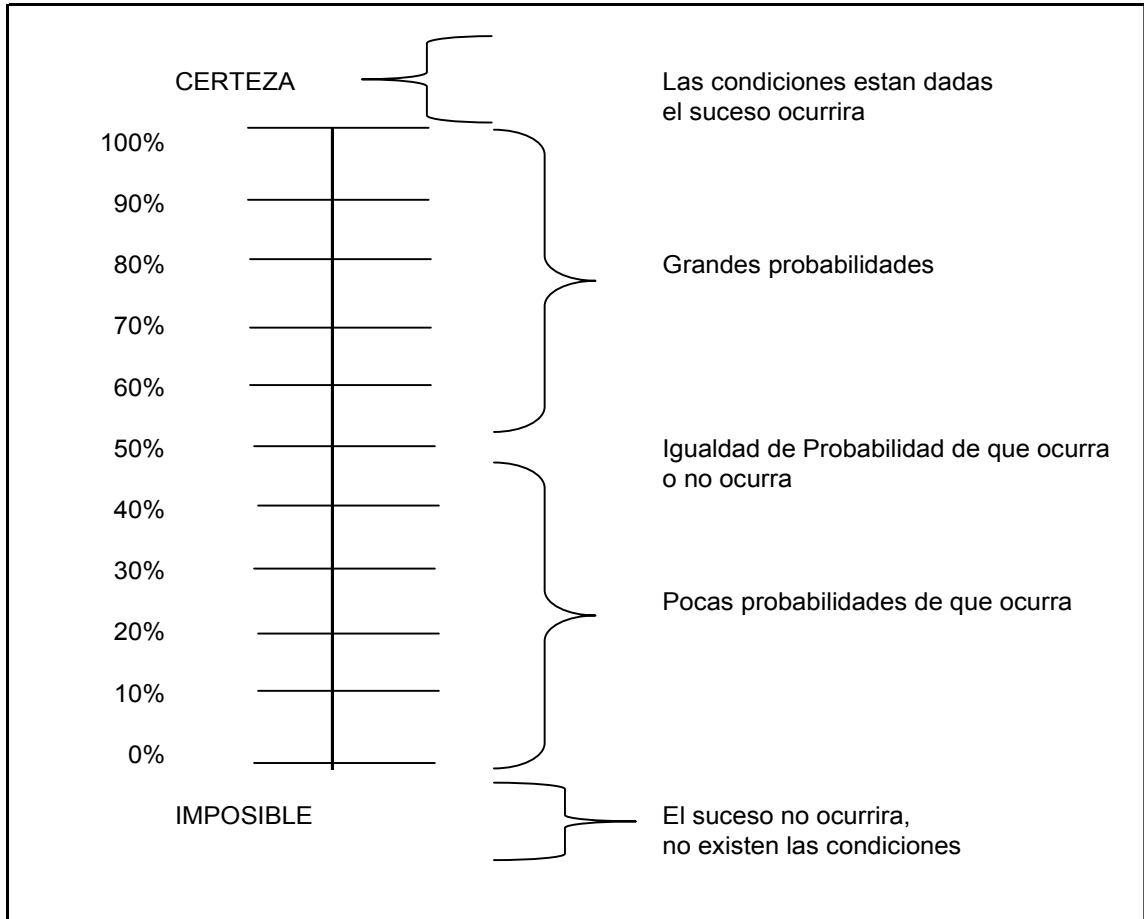 CERTEZA
Las condiciones estan dadas
el suceso ocurrira
100%
90%
80%
Grandes probabilidades
70%
60%
50%
Igualdad de Probabilidad de que ocurra
o no ocurra
40%
30%
Pocas probabilidades de que ocurra
20%
10%
0%
IMPOSIBLE
El suceso no ocurrira,
no existen las condiciones